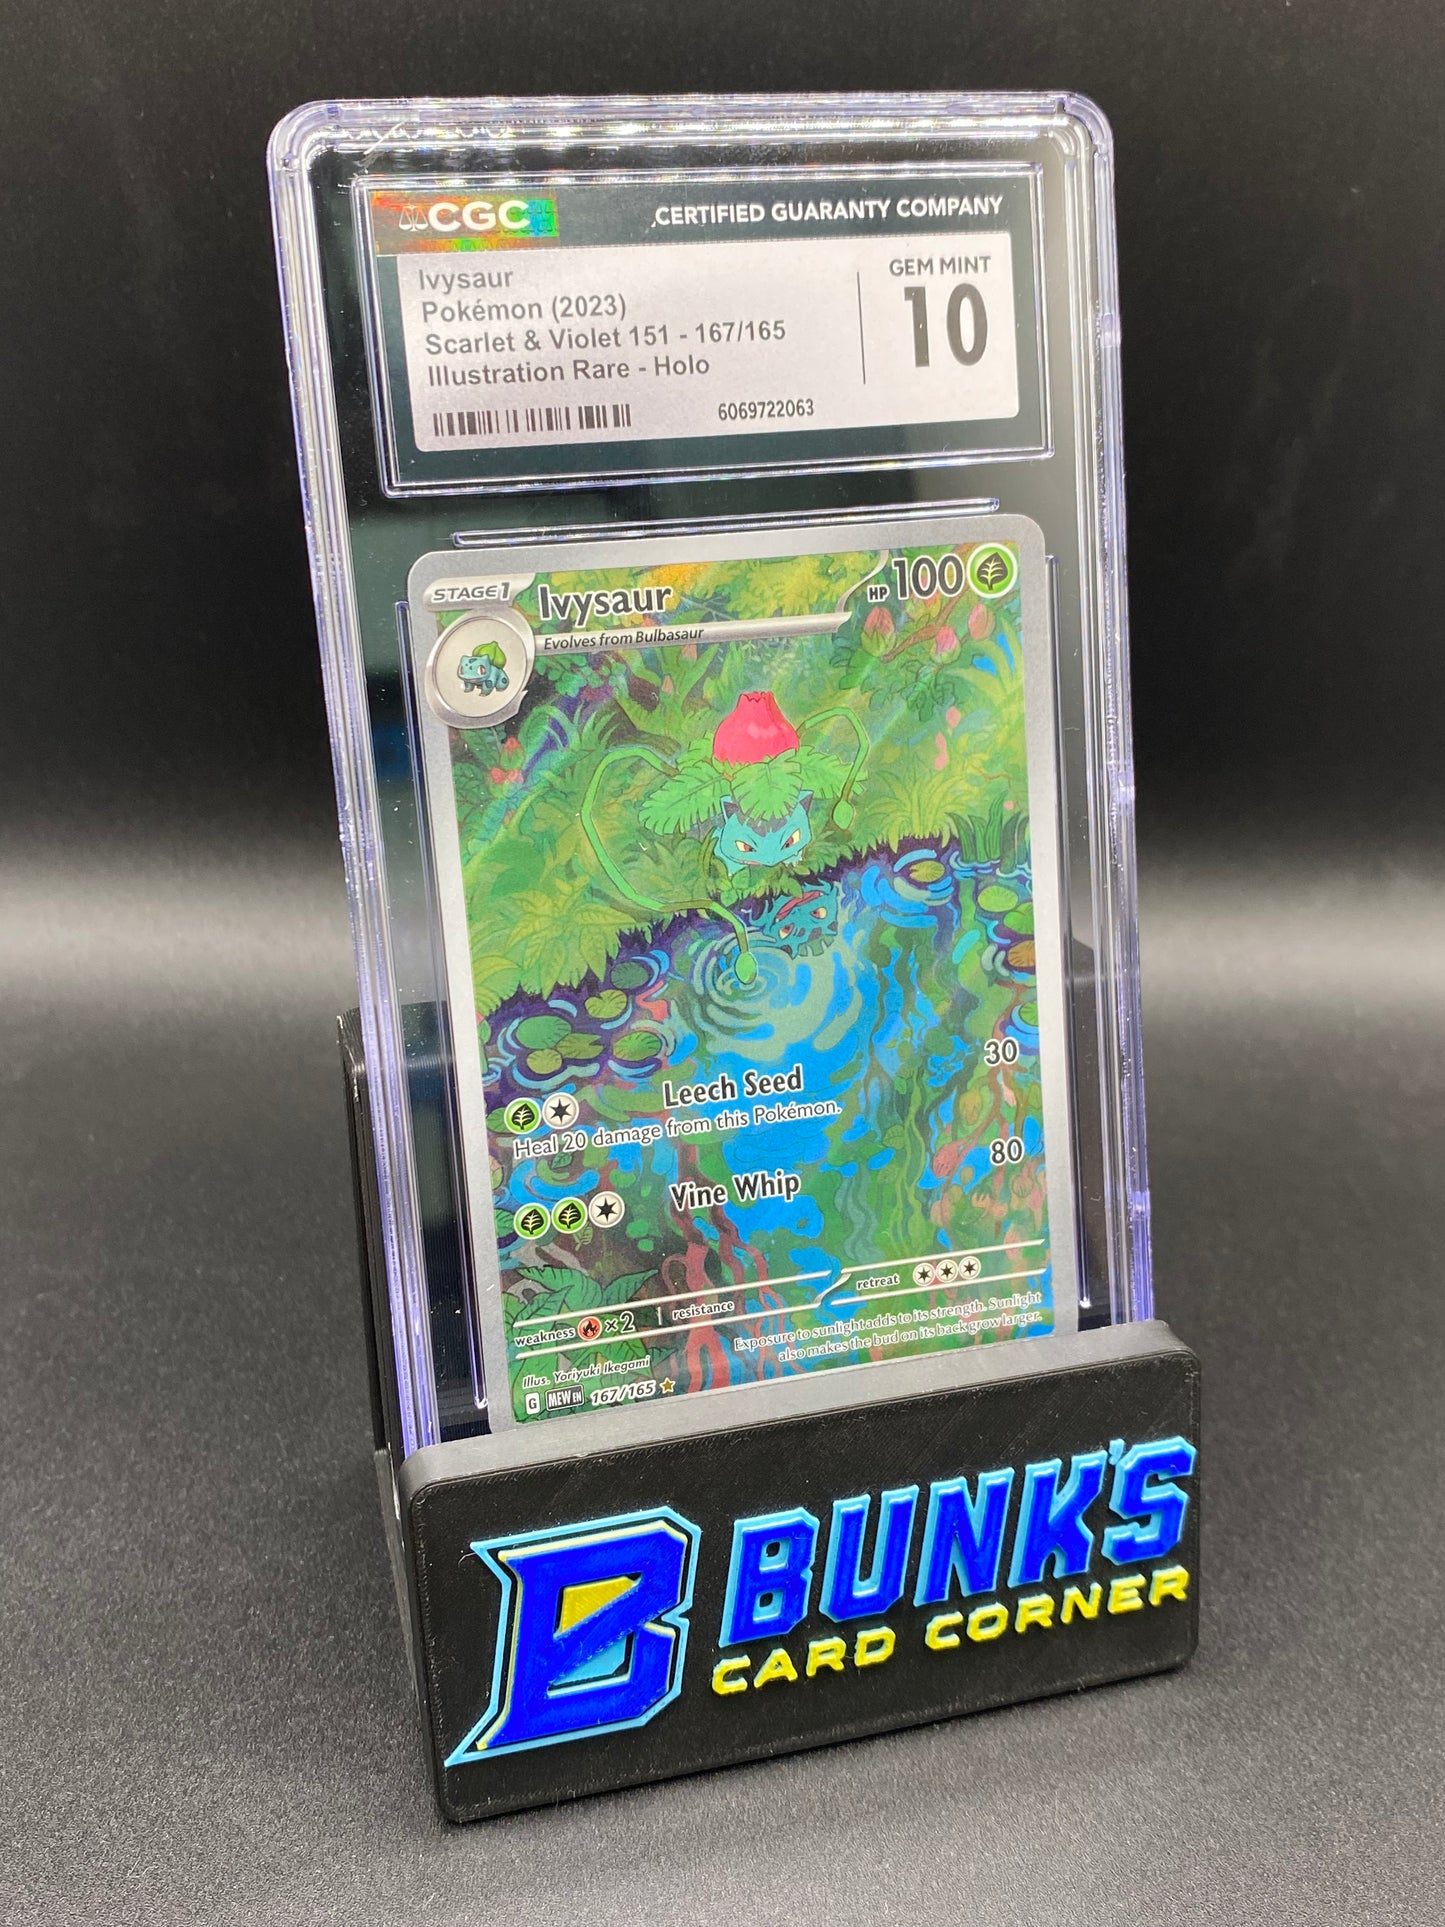 CGC
CERTIFIED GUARANTY COMPANY
Ivysaur
Pokémon (2023)
Scarlet & Violet 151 - 167/165
Illustration Rare - Holo
GEM MINT
10
6069722063
STAGE 1
Ivysaur
HP 100
Evolves from Bulbasaur
Leech Seed
30
Heal 20 damage from this Pokémon.
Vine Whip
80
weakness ×2
resistance
retreat
Exposure to sunlight adds to its strength. Sunlight
also makes the bud on its back grow larger.
Illus. Yoriyuki Ikegami
G MEW EN 167/165
B BUNK'S
CARD CORNER